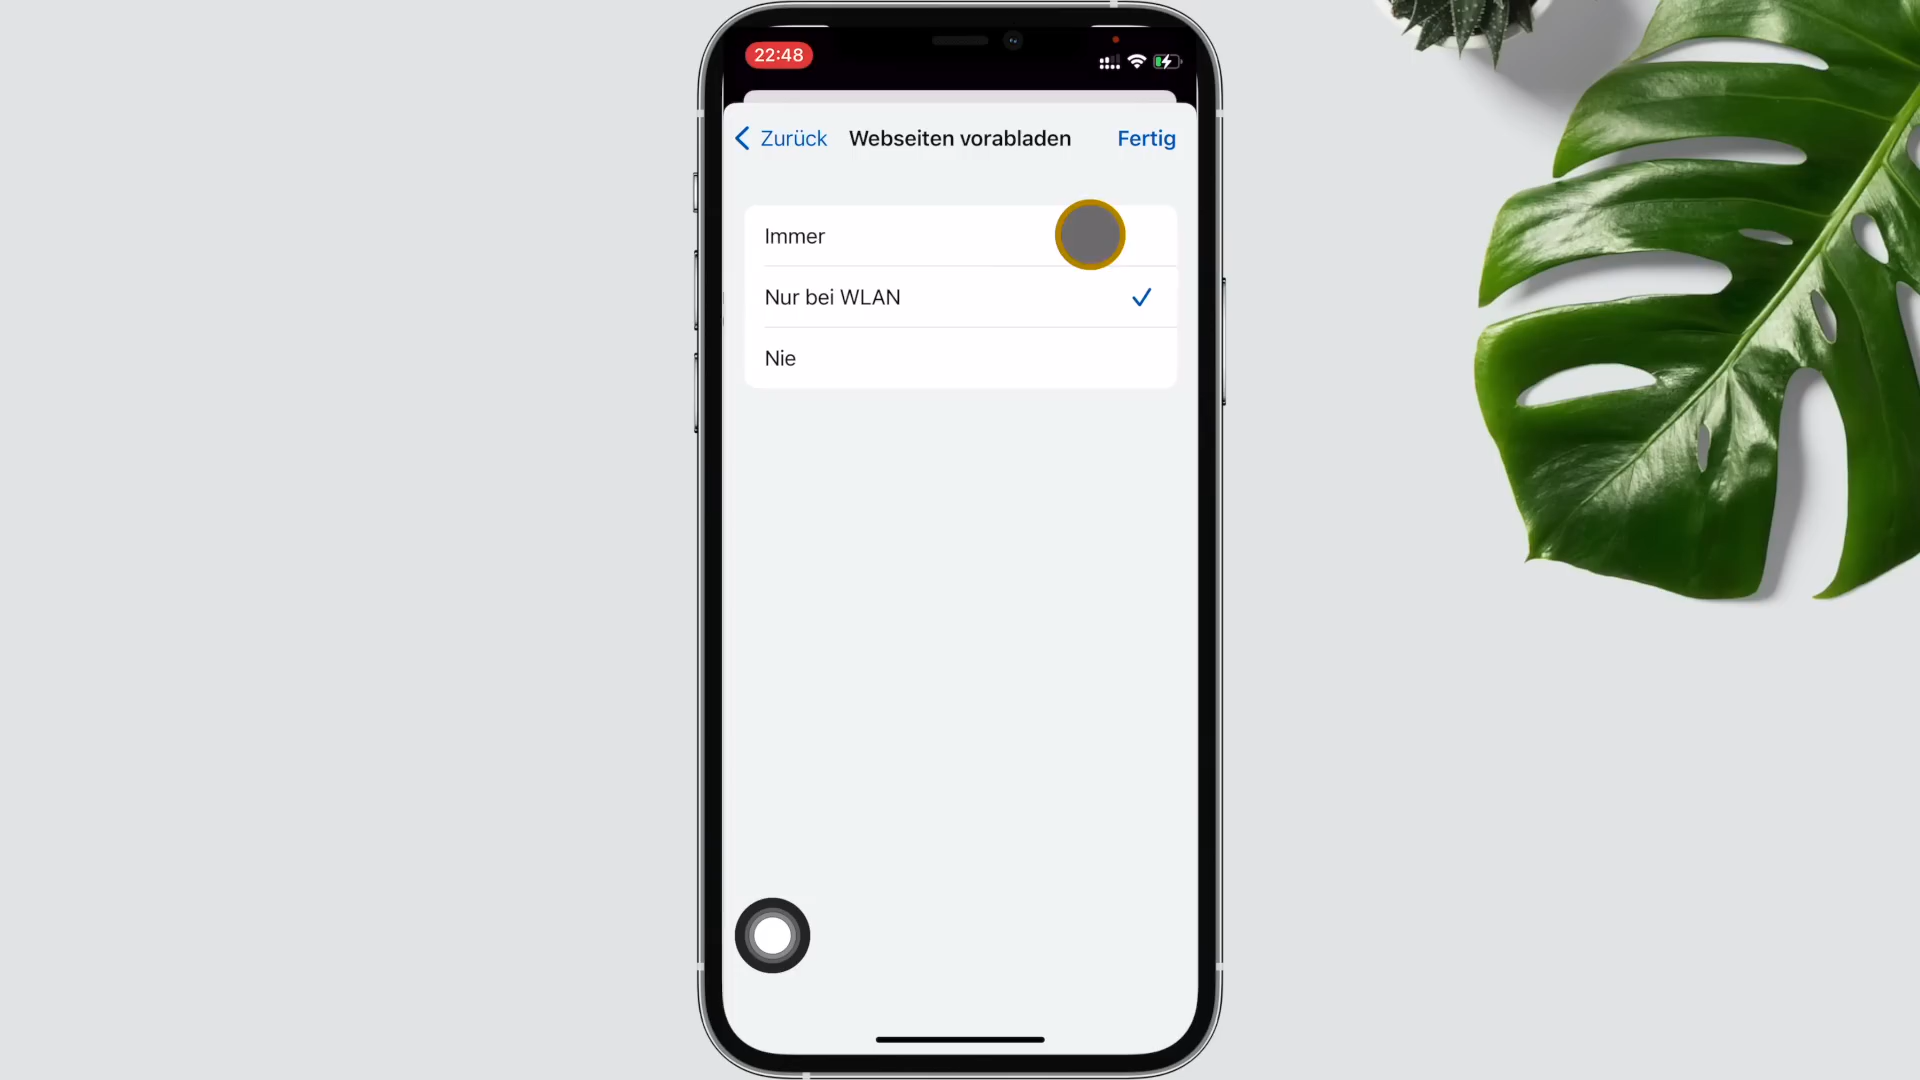 22:48
Zurück Webseiten vorabladen Fertig
Immer
Nur bei WLAN
Nie